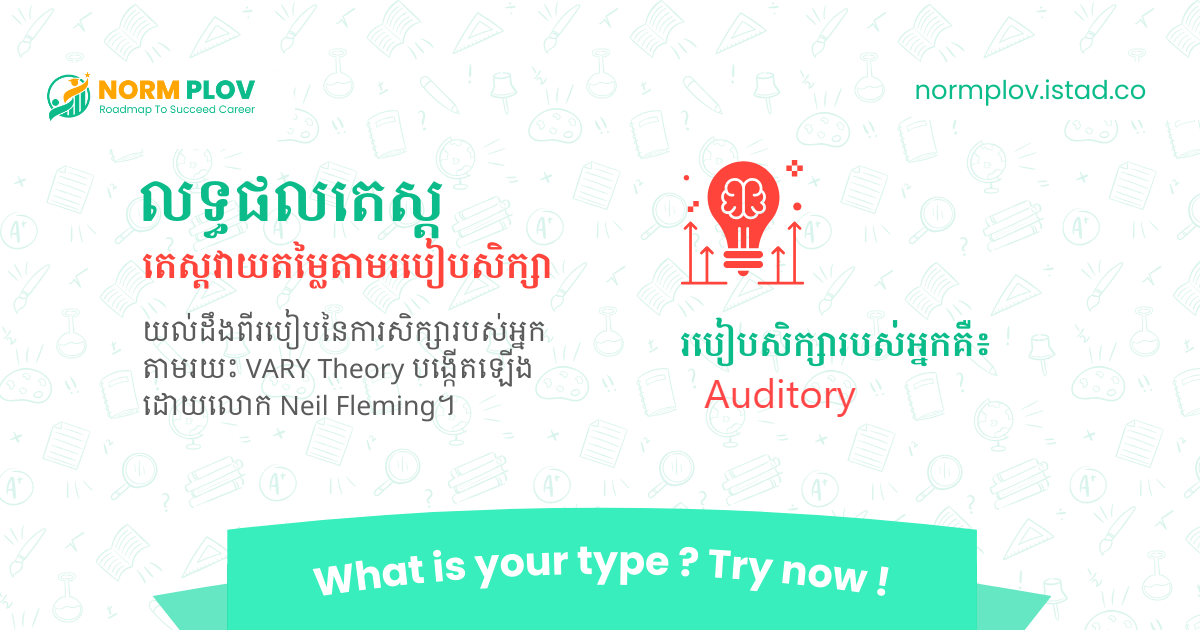 NORM PLOV
Roadmap To Succeed Career
normplov.istad.co
លទ្ធផលតេស្ត
តេស្តវាយតម្លៃតាមរបៀបសិក្សា
យល់ដឹងពីរបៀបនៃការសិក្សារបស់អ្នក
តាមរយះ VARY Theory បង្កើតឡើង
ដោយលោក Neil Fleming។
របៀបសិក្សារបស់អ្នកគឺ៖
Auditory
What is your type ? Try now !